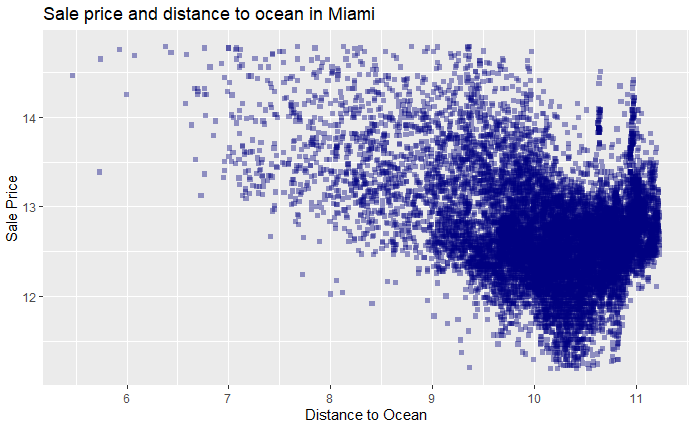 Sale price and distance to ocean in Miami
14
13
12
Sale Price
6 7 8 9 10 11
Distance to Ocean